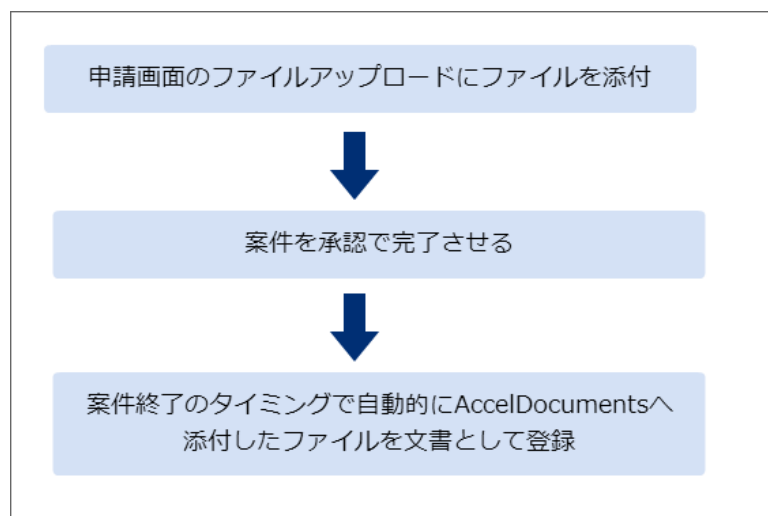 申請画面のファイルアップロードにファイルを添付
案件を承認で完了させる
案件終了のタイミングで自動的にAccelDocumentsへ
添付したファイルを文書として登録